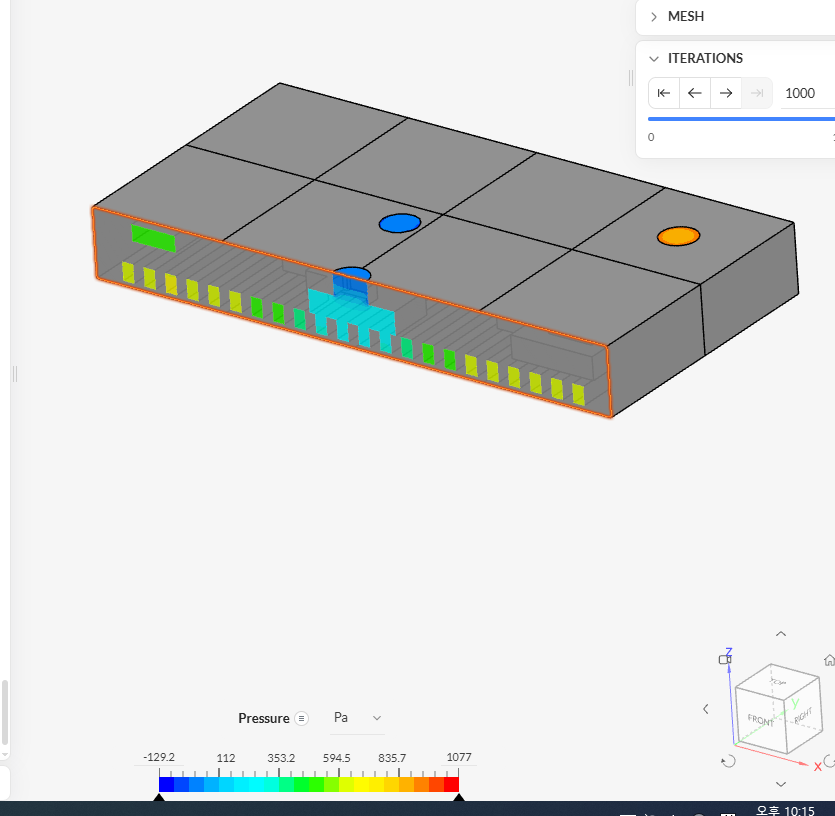 MESH
ITERATIONS
1000
0
Z
TOP
FRONT
RIGHT
Y
X
Pressure
Pa
-129.2
112
353.2
594.5
835.7
1077
오후 10:15